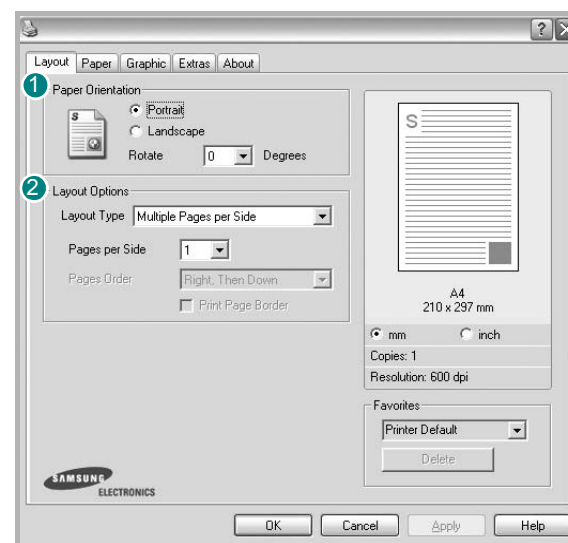 ?
Layout Paper Graphic Extras About
1
Paper Orientation
S
Portrait
Landscape
Rotate 0 Degrees
2
Layout Options
Layout Type Multiple Pages per Side
Pages per Side 1
Pages Order Right, Then Down
Print Page Border
S
A4
210 x 297 mm
mm inch
Copies: 1
Resolution: 600 dpi
Favorites
Printer Default
Delete
SAMSUNG
ELECTRONICS
OK Cancel Apply Help